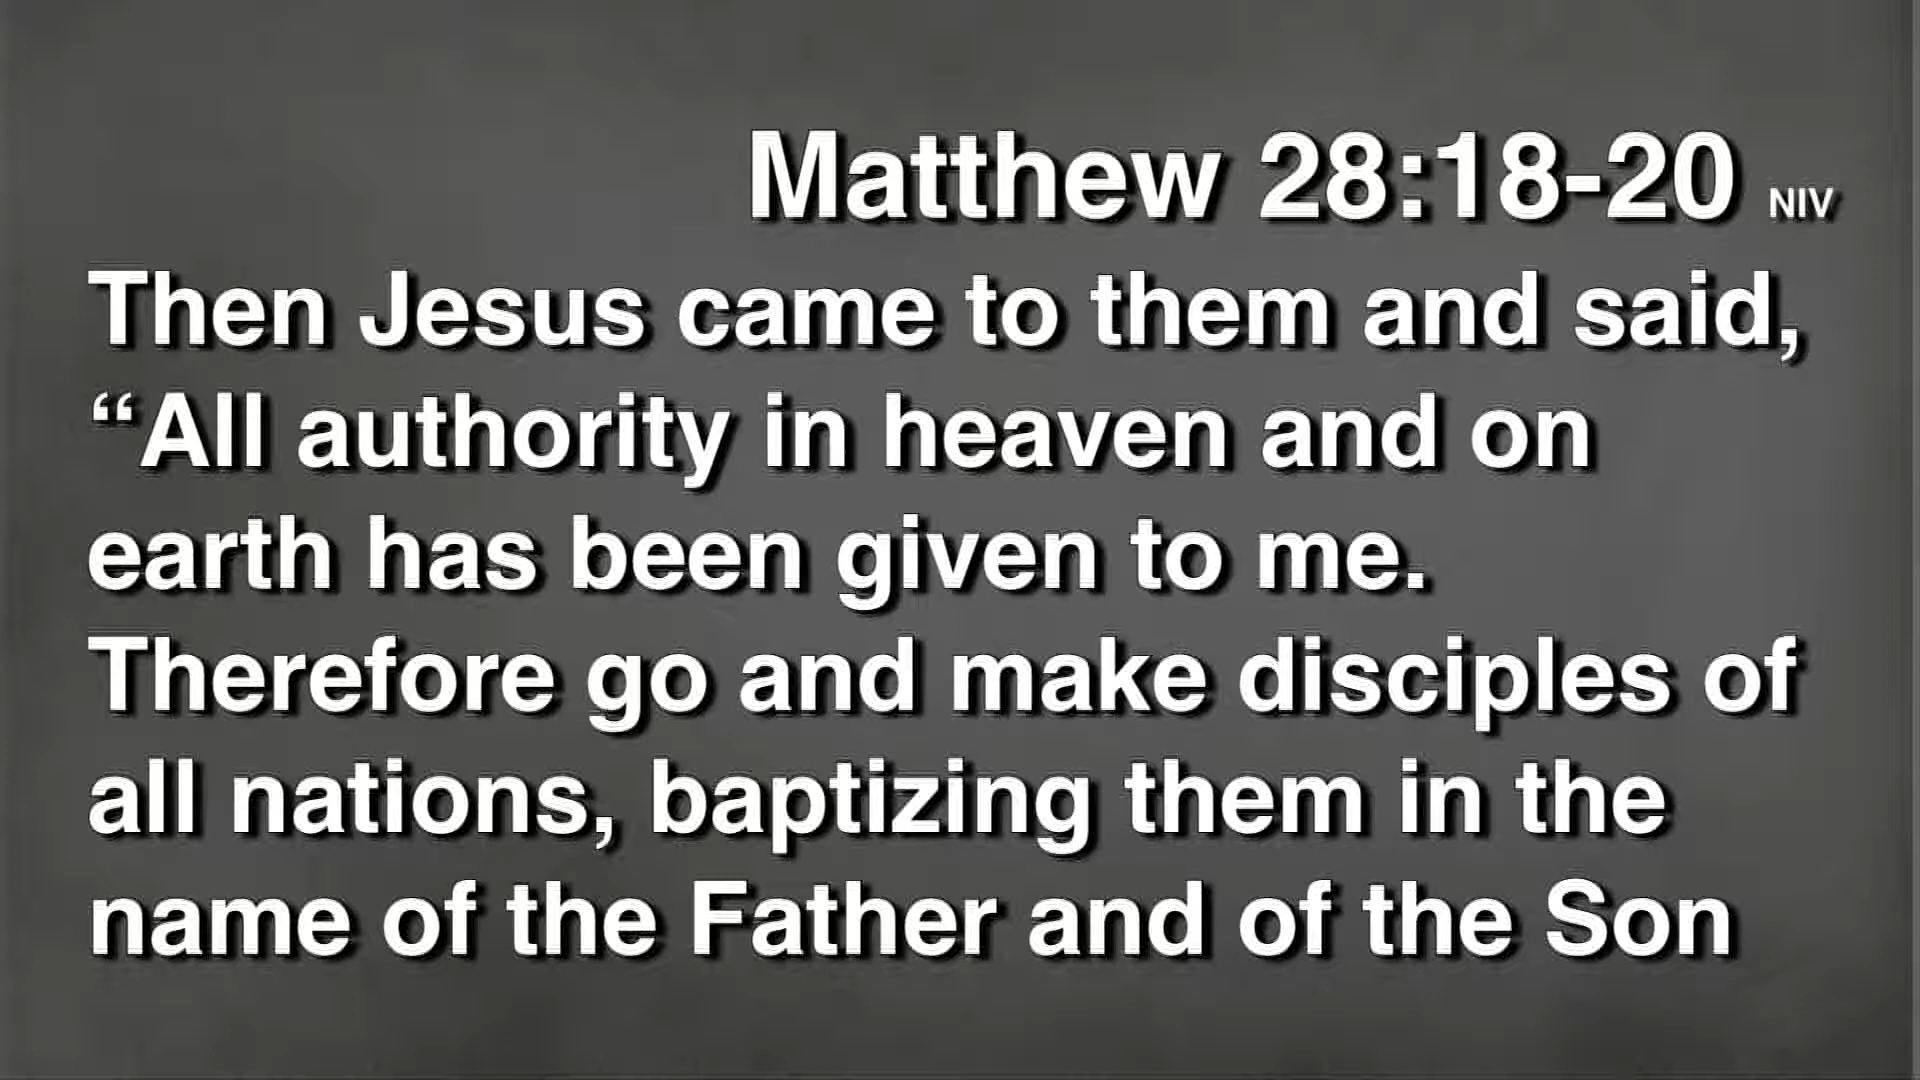 Matthew 28:18-20 NIV
Then Jesus came to them and said,
“All authority in heaven and on
earth has been given to me.
Therefore go and make disciples of
all nations, baptizing them in the
name of the Father and of the Son